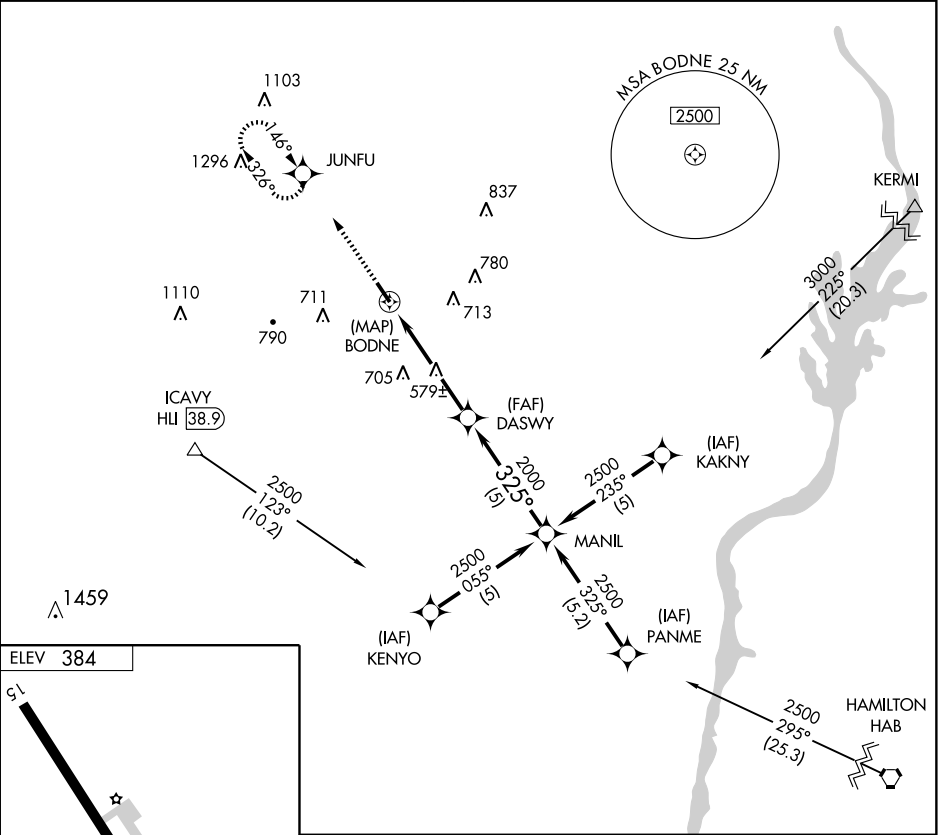 1103
MSA BODNE 25 NM
2500
146°
326°
1296
JUNFU
KERMI
837
3000
225°
(20.3)
780
713
1110
711
790
(MAP)
BODNE
705
579±
ICAVY
HLI 38.9
(FAF)
DASWY
2500
123°
(10.2)
2000
325°
(5)
2500
235°
(5)
(IAF)
KAKNY
MANIL
2500
055°
(5)
2500
325°
(5.2)
(IAF)
KENYO
(IAF)
PANME
1459
2500
295°
(25.3)
HAMILTON
HAB
ELEV 384
15